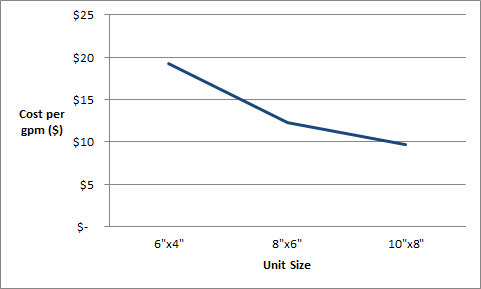 $25
$20
$15
Cost per
gpm ($)
$10
$5
$-
6"x4"
8"x6"
10"x8"
Unit Size